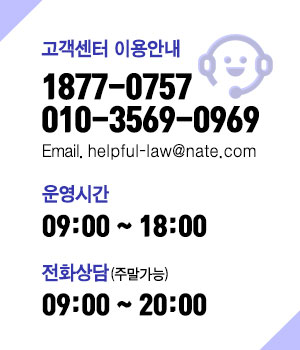 고객센터 이용안내
1877-0757
010-3569-0969
Email. helpful-law@nate.com
운영시간
09:00 ~ 18:00
전화상담(주말가능)
09:00 ~ 20:00